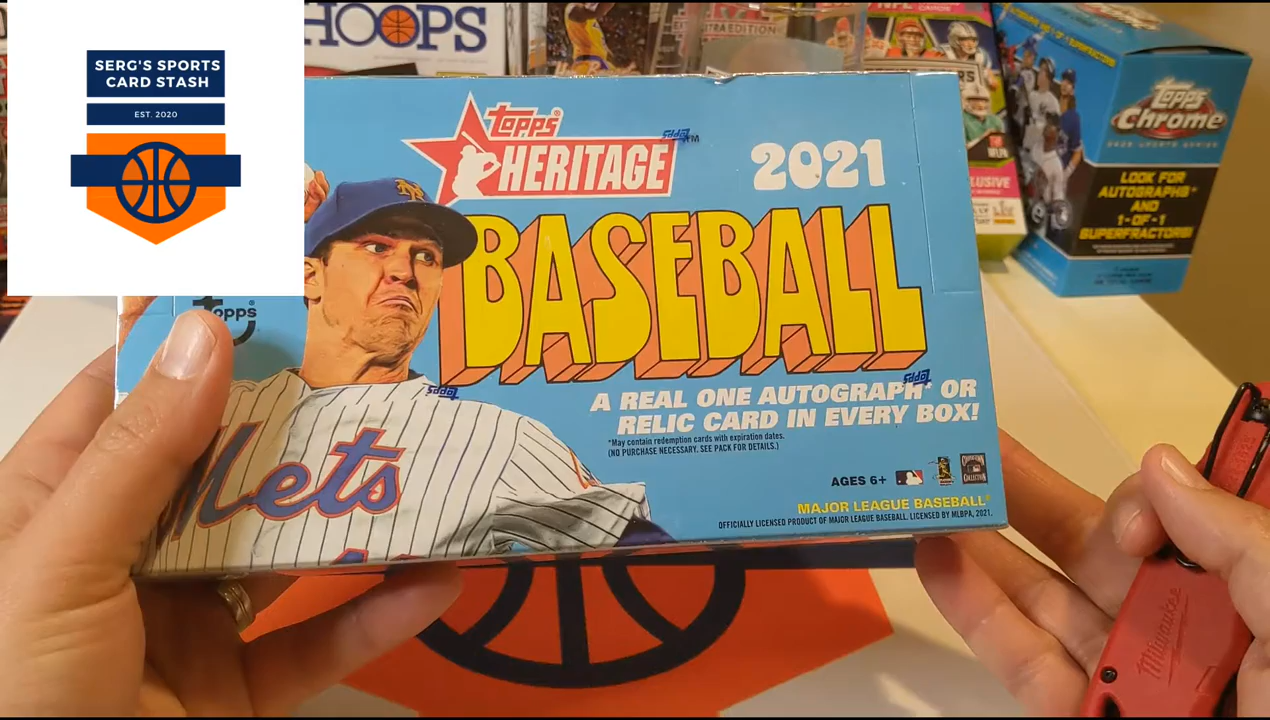 SERG'S SPORTS
CARD STASH
EST. 2020
HOOPS
EXTRA EDITION
NFL
topps
Chrome
LOOK FOR
AUTOGRAPHS*
AND
1-OF-1
SUPERFRACTORS!
topps
HERITAGE
2021
BASEBALL
topps
A REAL ONE AUTOGRAPH* OR
RELIC CARD IN EVERY BOX!
*May contain redemption cards with expiration dates.
(NO PURCHASE NECESSARY. SEE PACK FOR DETAILS.)
AGES 6+
MAJOR LEAGUE BASEBALL®
OFFICIALLY LICENSED PRODUCT OF MAJOR LEAGUE BASEBALL. LICENSED BY MLBPA, 2021.
Mets
Milwaukee